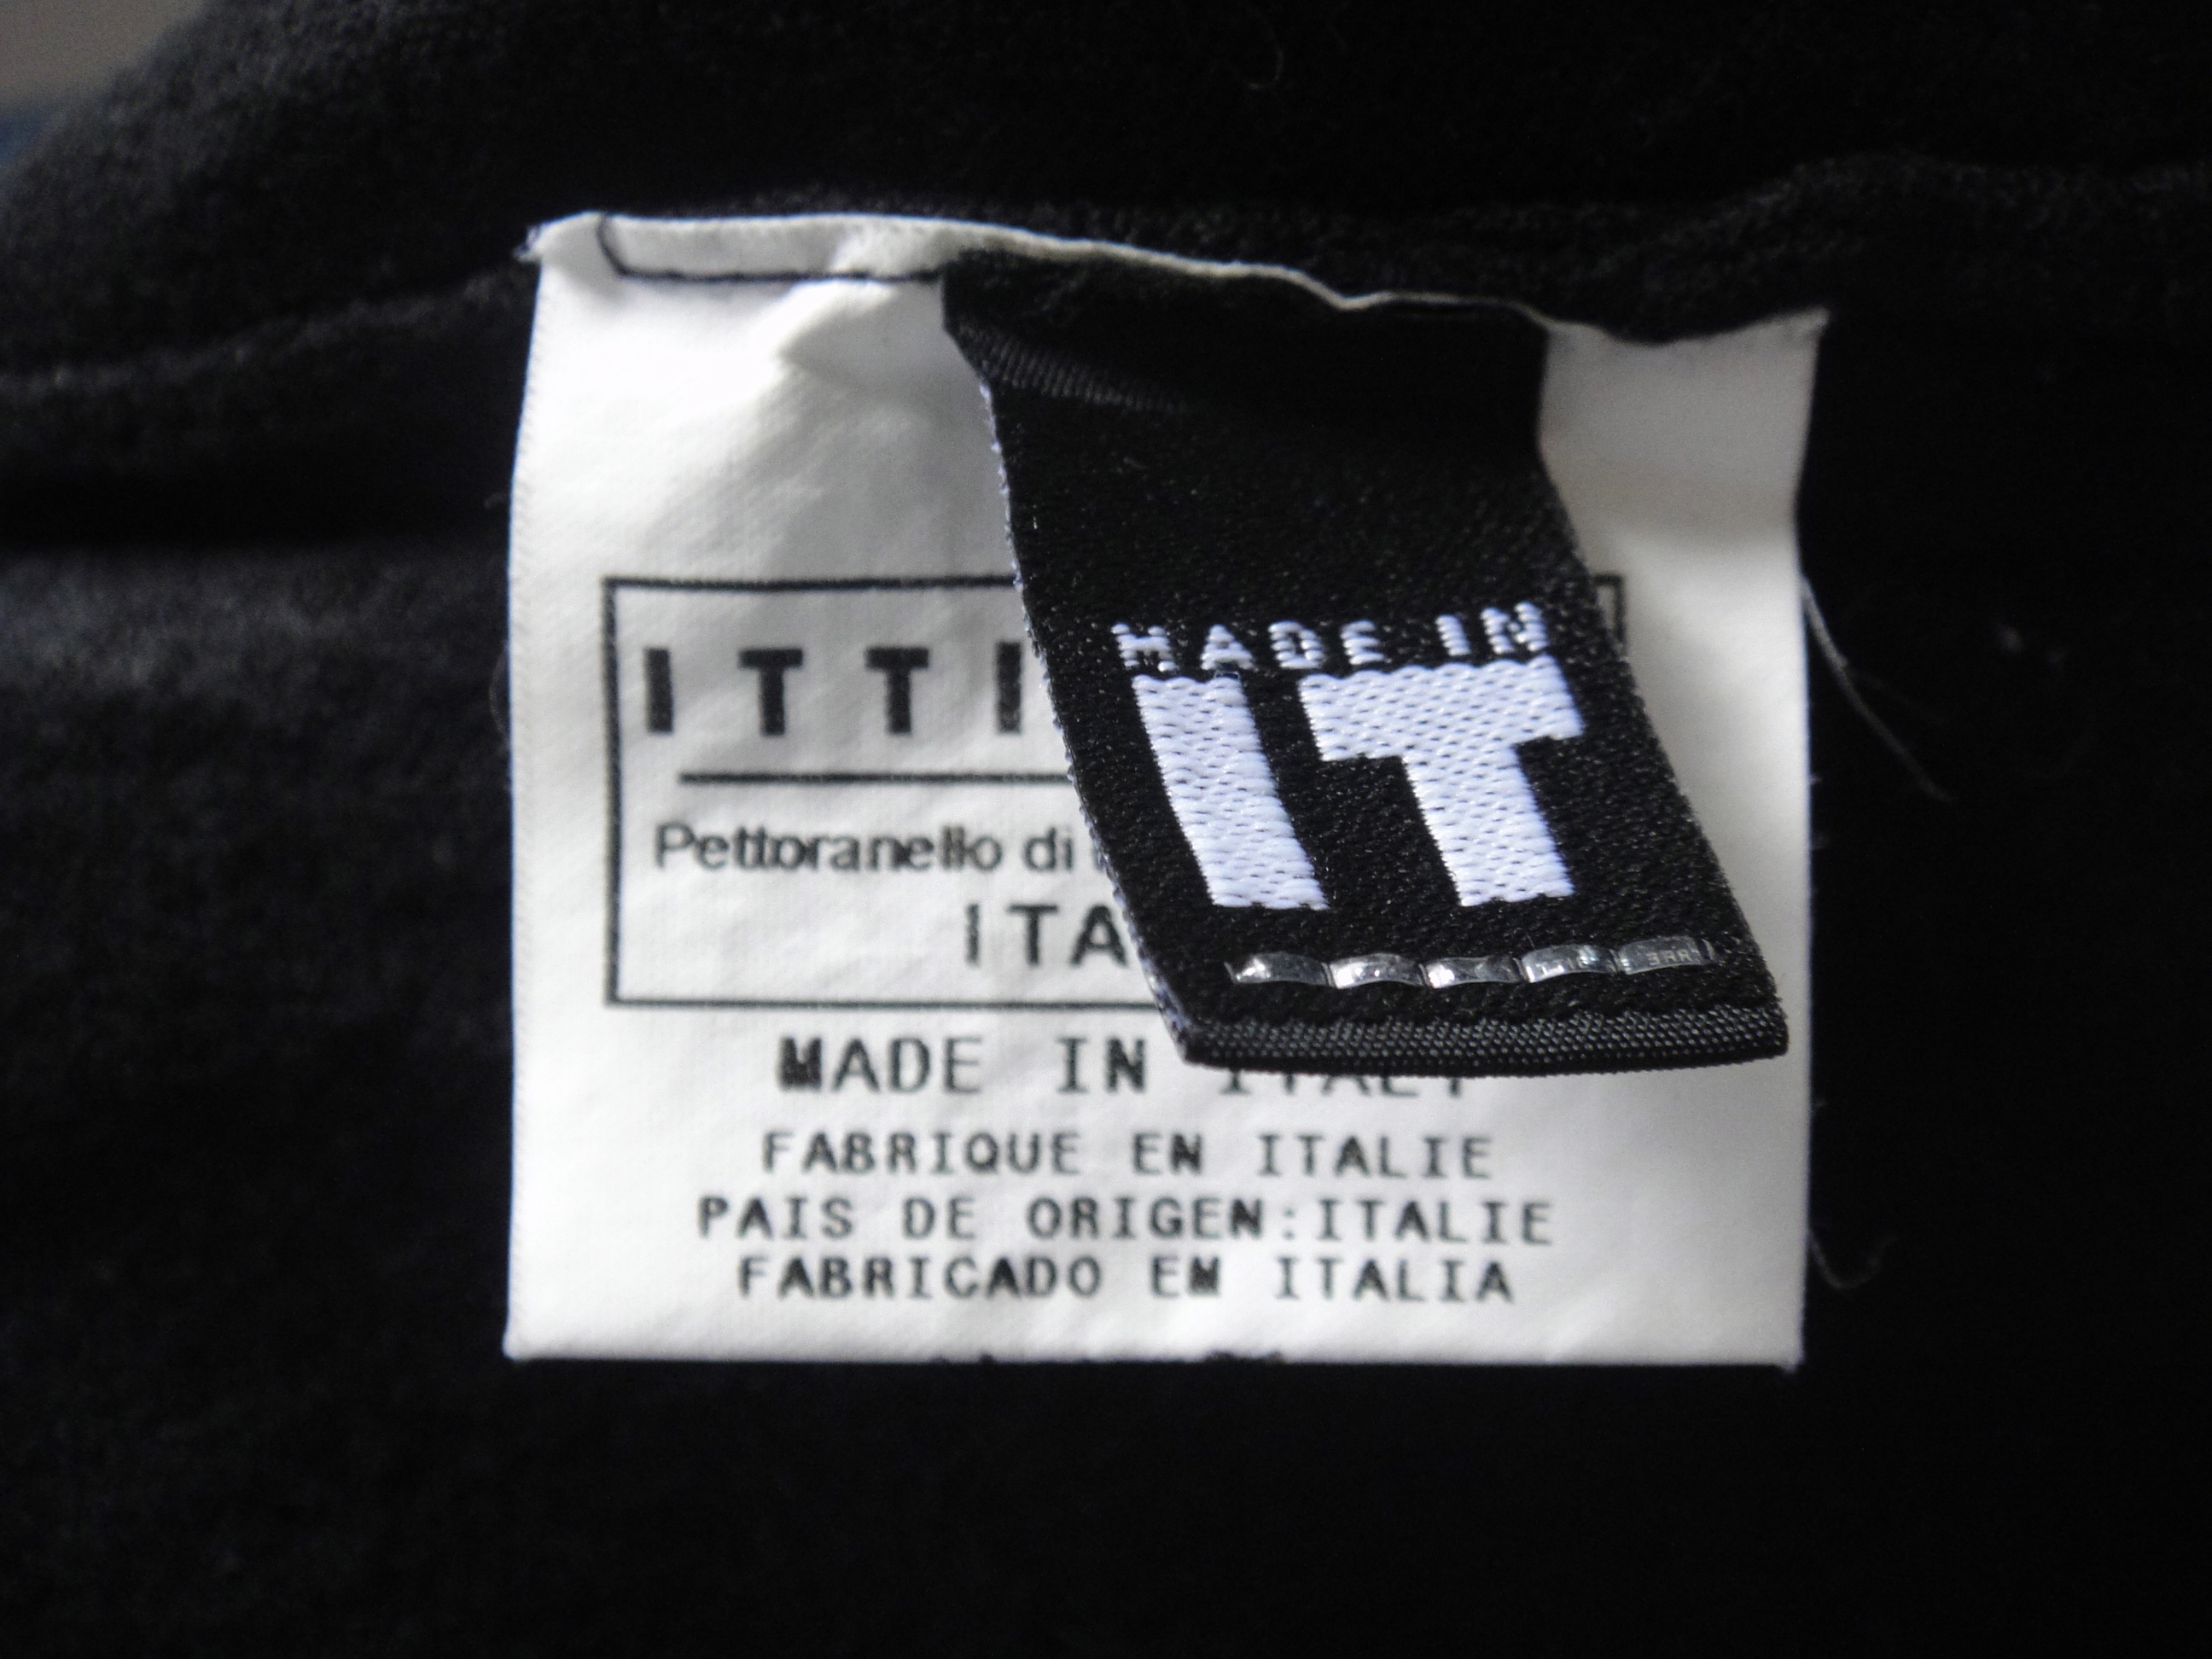 ITTI
Pettoranello di
ITA
MADE IN ITALY
FABRIQUE EN ITALIE
PAIS DE ORIGEN:ITALIE
FABRICADO EM ITALIA
MADE IN
IT